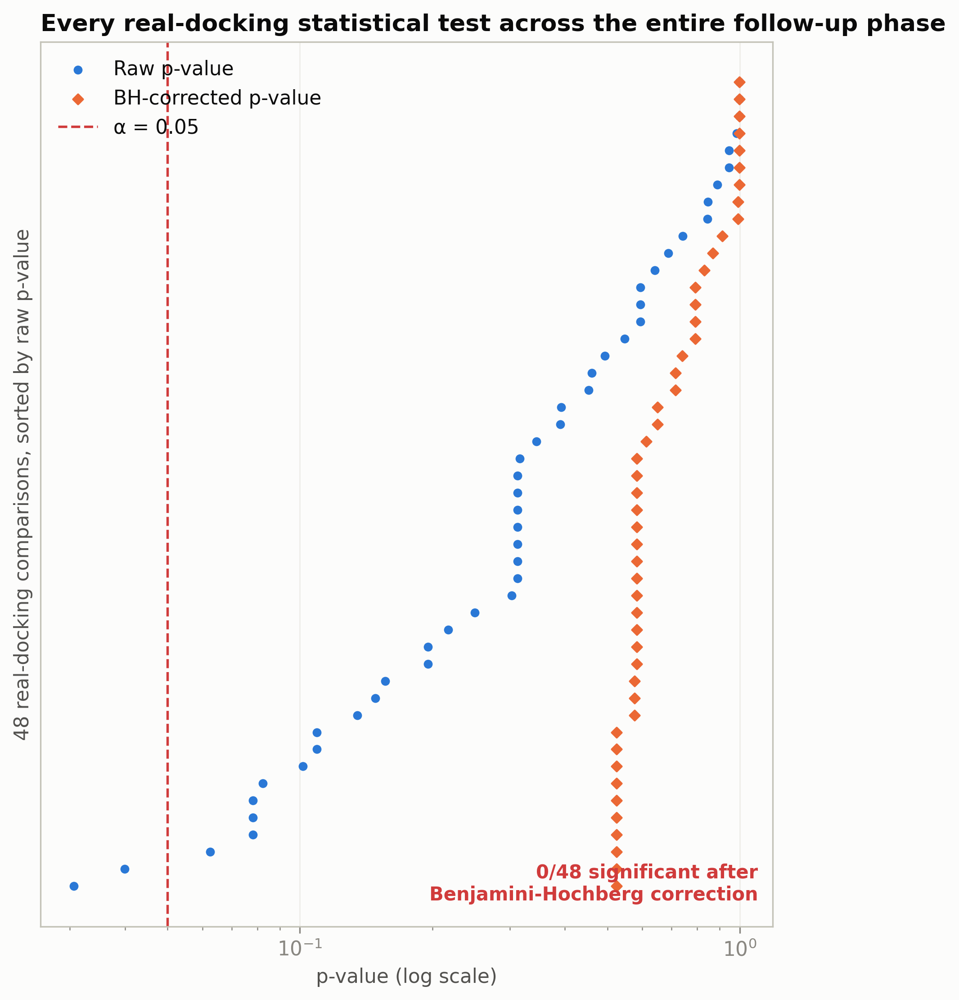 Every real-docking statistical test across the entire follow-up phase
Raw p-value
BH-corrected p-value
α = 0.05
48 real-docking comparisons, sorted by raw p-value
0/48 significant after
Benjamini-Hochberg correction
10⁻¹
10⁰
p-value (log scale)